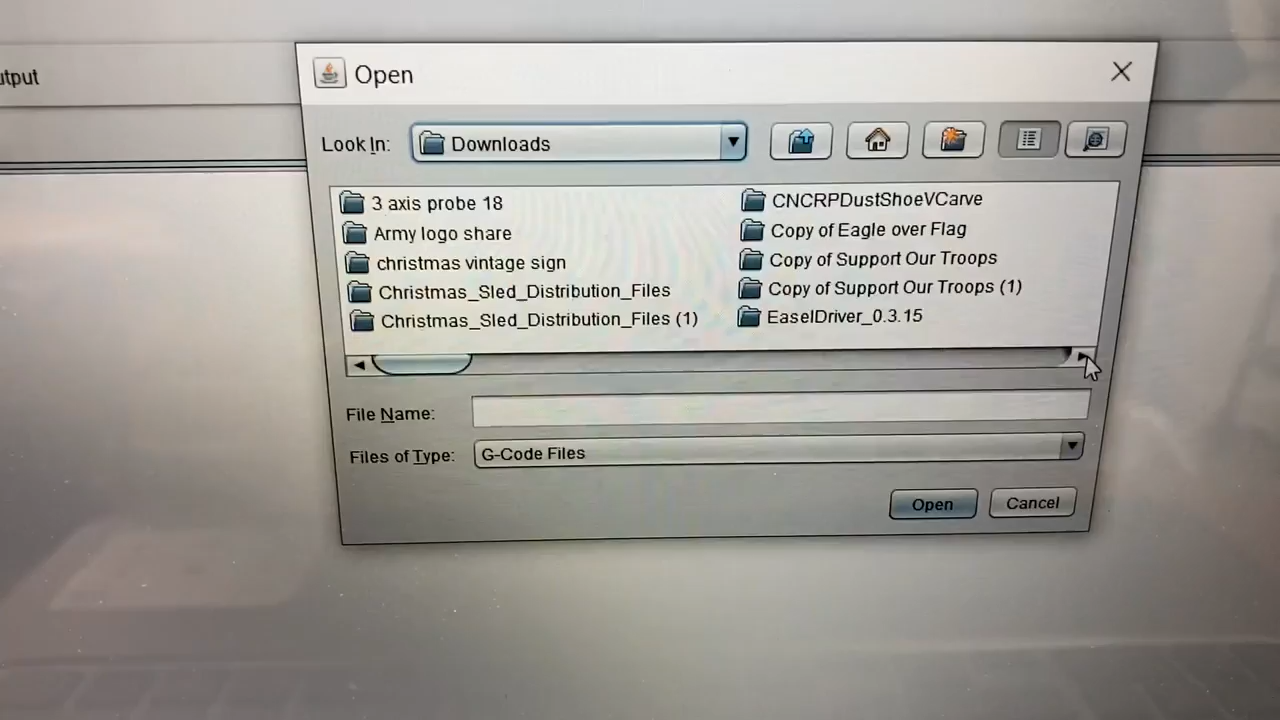 utput
Open
Look In:
Downloads
3 axis probe 18
Army logo share
christmas vintage sign
Christmas_Sled_Distribution_Files
Christmas_Sled_Distribution_Files (1)
CNCRPDustShoeVCarve
Copy of Eagle over Flag
Copy of Support Our Troops
Copy of Support Our Troops (1)
EaselDriver_0.3.15
File Name:
Files of Type:
G-Code Files
Open
Cancel